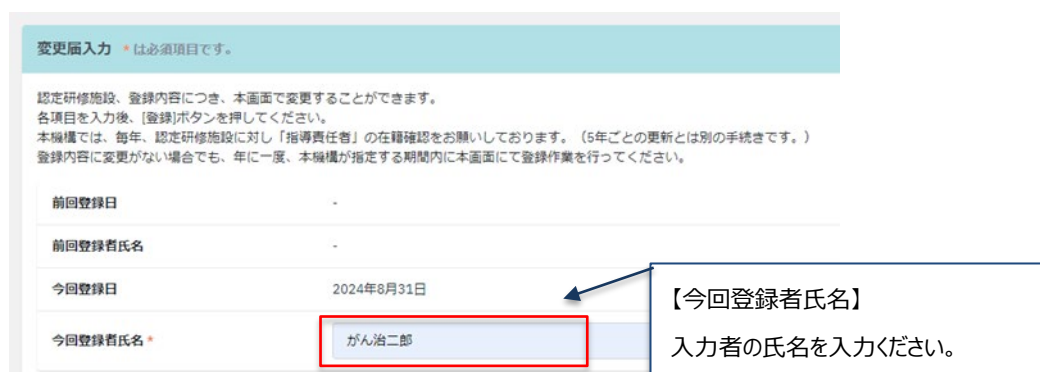 変更届入力 *は必須項目です。
認定研修施設、登録内容につき、本画面で変更することができます。
各項目を入力後、[登録]ボタンを押してください。
本機構では、毎年、認定研修施設に対し「指導責任者」の在籍確認をお願いしております。（5年ごとの更新とは別の手続きです。）
登録内容に変更がない場合でも、年に一度、本機構が指定する期間内に本画面にて登録作業を行ってください。
前回登録日 -
前回登録者氏名 -
今回登録日 2024年8月31日
今回登録者氏名* がん治二郎
【今回登録者氏名】
入力者の氏名を入力ください。